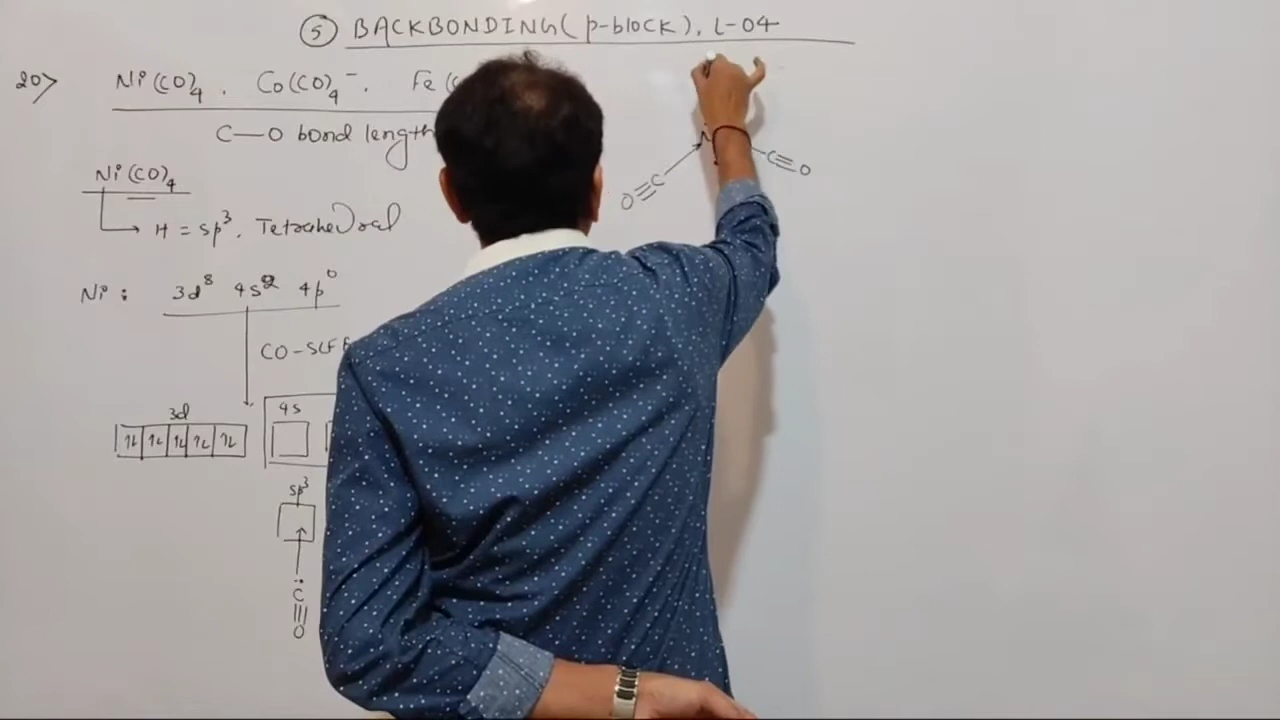 ⑤ BACKBONDING (p-block). L-04
20> Ni(CO)₄ . Co(CO)₄⁻ . Fe(
C—O bond length
Ni(CO)₄
→ H = sp³. Tetrahedral
Ni : 3d⁸ 4s² 4p⁰
CO-SLF
3d 4s
⥮ ⥮ ⥮ ⥮ ⥮
sp³
C̈
|||
O
O≡C → ← C≡O